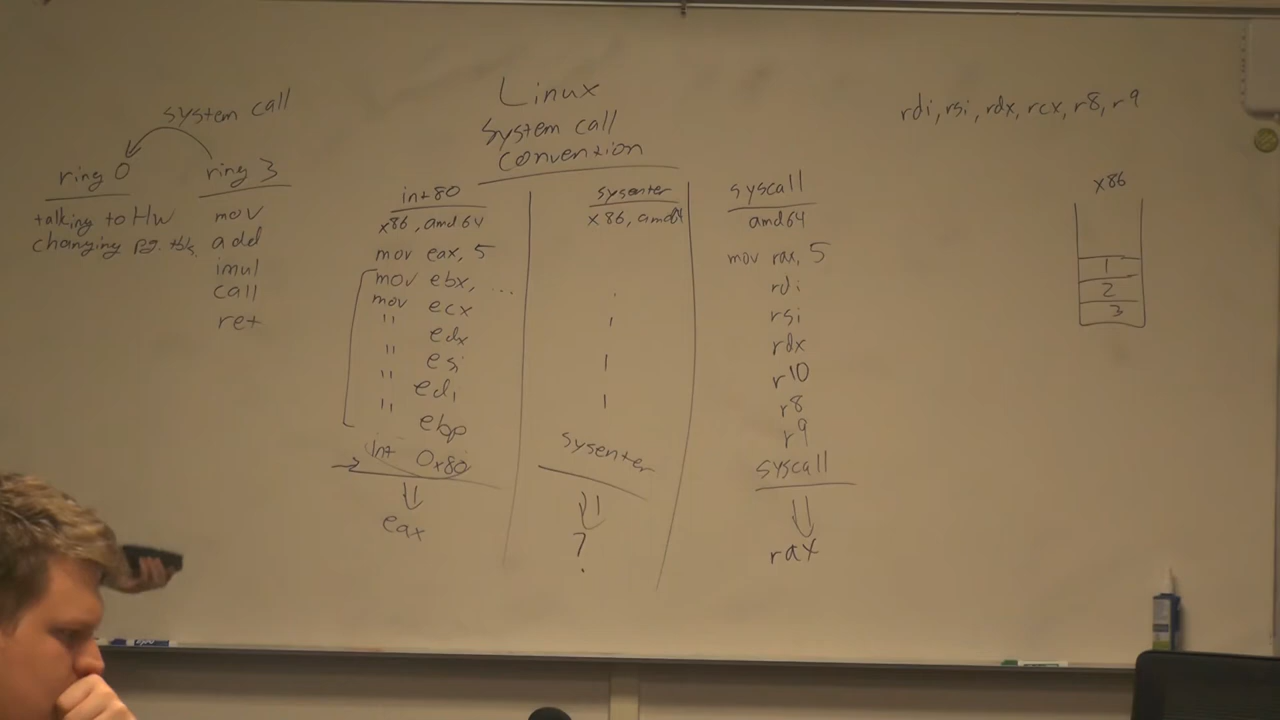 system call
ring 0
talking to HW
changing pg. tbls.
ring 3
mov
add
imul
call
ret
Linux
System call
Convention
int 80
x86, amd64
mov eax, 5
mov ebx, ...
mov ecx
" edx
" esi
" edi
" ebp
int 0x80
eax
sysenter
x86, amd64
sysenter
?
syscall
amd64
mov rax, 5
rdi
rsi
rdx
r10
r8
r9
syscall
rax
rdi, rsi, rdx, rcx, r8, r9
x86
1
2
3